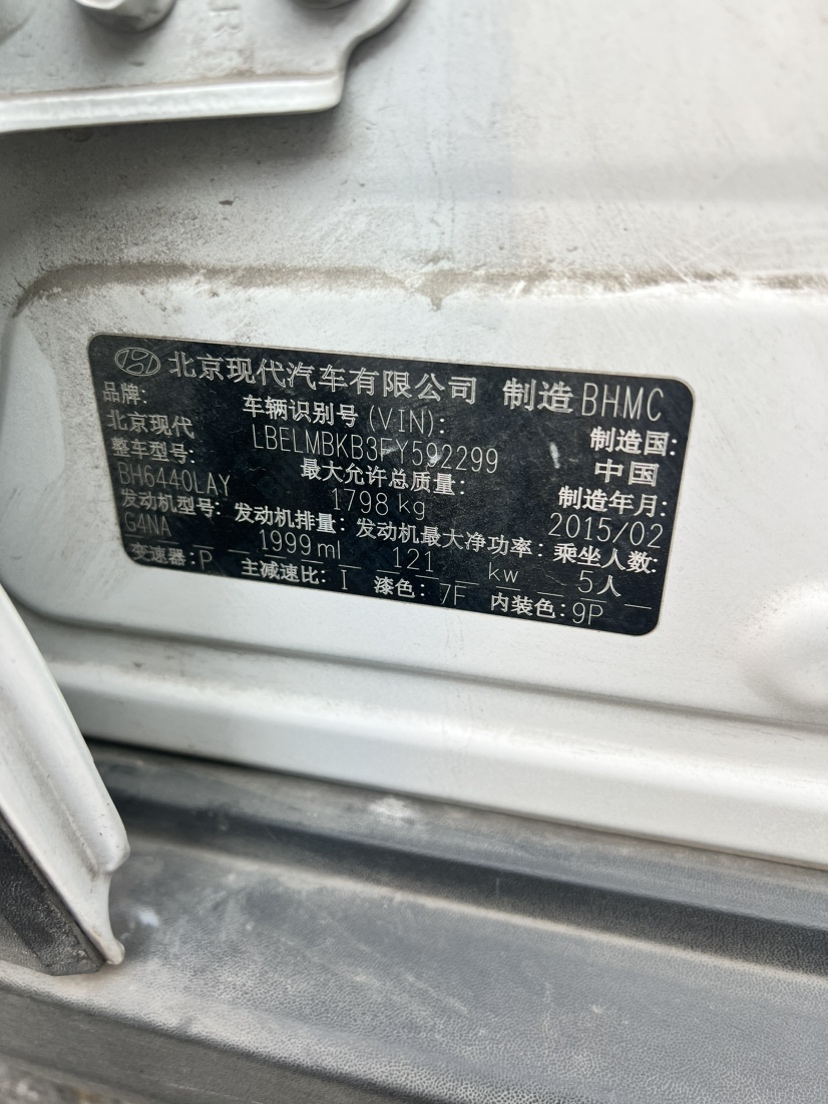 北京现代汽车有限公司 制造 BHMC
品牌: 车辆识别号(VIN): 制造国:
北京现代 LBELMBKB3FY592299 中国
整车型号: 最大允许总质量: 制造年月:
BH6440LAY 1798 kg 2015/02
发动机型号: 发动机排量: 发动机最大净功率: 乘坐人数:
G4NA 1999 ml 121 kw 5 人
变速器: P 主减速比: I 漆色: 7F 内装色: 9P